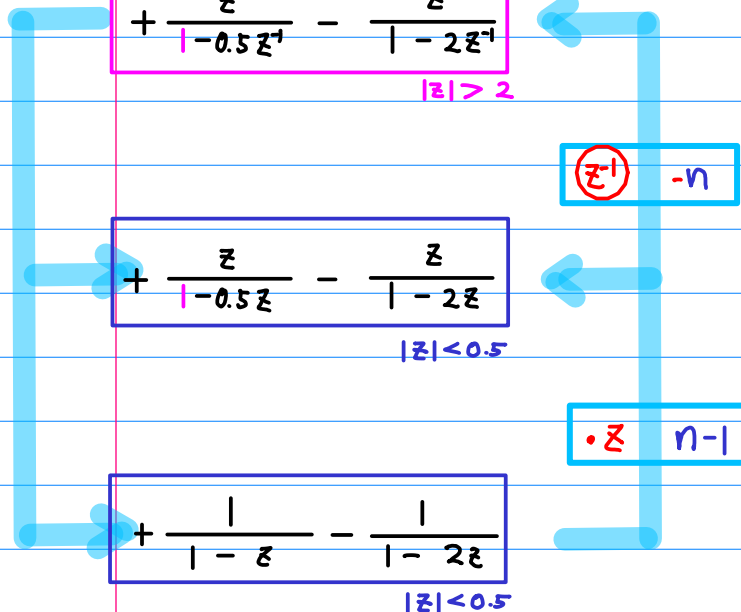 + z/(1-0.5z⁻¹) - z/(1-2z⁻¹)
|z| > 2
z⁻¹ -n
+ z/(1-0.5z) - z/(1-2z)
|z| < 0.5
·z n-1
+ 1/(1-z) - 1/(1-2z)
|z| < 0.5